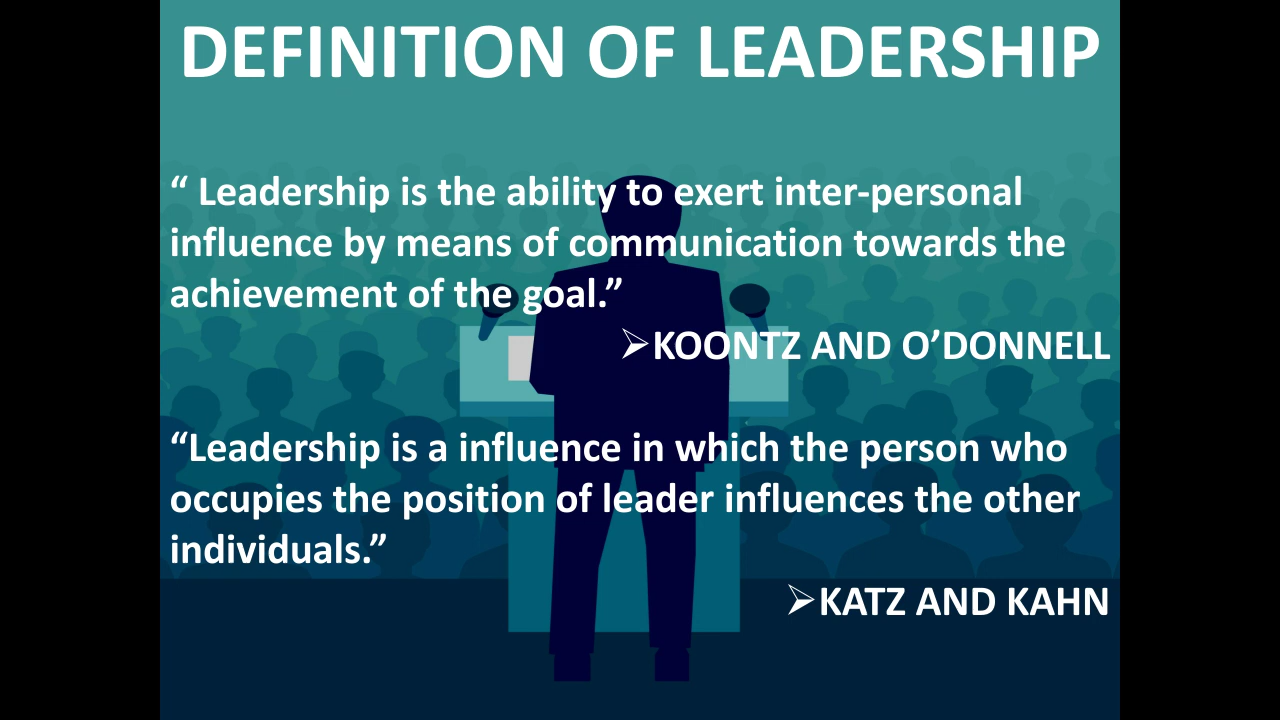 DEFINITION OF LEADERSHIP
“ Leadership is the ability to exert inter-personal
influence by means of communication towards the
achievement of the goal.”
➢KOONTZ AND O’DONNELL
“Leadership is a influence in which the person who
occupies the position of leader influences the other
individuals.”
➢KATZ AND KAHN